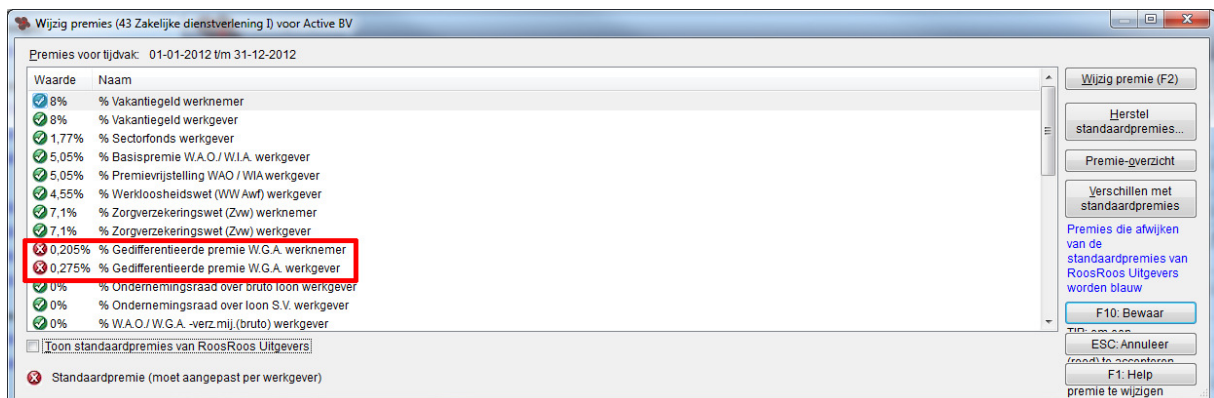 Wijzig premies (43 Zakelijke dienstverlening I) voor Active BV
Premies voor tijdvak: 01-01-2012 t/m 31-12-2012
Waarde Naam
8% % Vakantiegeld werknemer
8% % Vakantiegeld werkgever
1,77% % Sectorfonds werkgever
5,05% % Basispremie W.A.O./ W.I.A. werkgever
5,05% % Premievrijstelling WAO / WIA werkgever
4,55% % Werkloosheidswet (WW Awf) werkgever
7,1% % Zorgverzekeringswet (Zvw) werknemer
7,1% % Zorgverzekeringswet (Zvw) werkgever
0,205% % Gedifferentieerde premie W.G.A. werknemer
0,275% % Gedifferentieerde premie W.G.A. werkgever
0% % Ondernemingsraad over bruto loon werkgever
0% % Ondernemingsraad over loon S.V. werkgever
0% % W.A.O./ W.G.A. -verz.mij.(bruto) werkgever
Toon standaardpremies van RoosRoos Uitgevers
Standaardpremie (moet aangepast per werkgever)
Wijzig premie (F2)
Herstel
standaardpremies...
Premie-overzicht
Verschillen met
standaardpremies
Premies die afwijken
van de
standaardpremies van
RoosRoos Uitgevers
worden blauw
F10: Bewaar
TIP: om een
ESC: Annuleer
(rood) te accepteren
F1: Help
premie te wijzigen